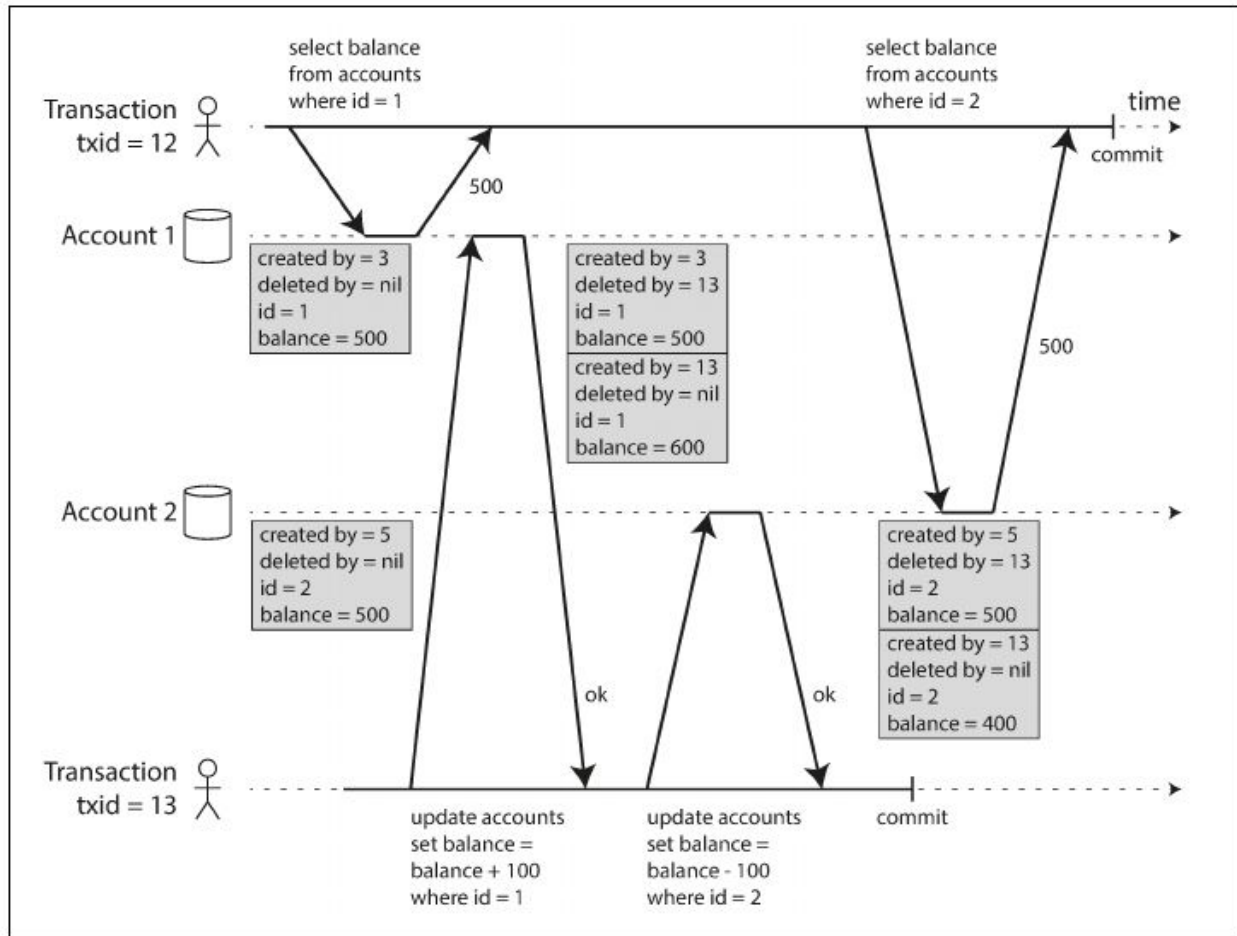 select balance
from accounts
where id = 1
select balance
from accounts
where id = 2
time
Transaction
txid = 12
commit
500
Account 1
created by = 3
deleted by = nil
id = 1
balance = 500
created by = 3
deleted by = 13
id = 1
balance = 500
created by = 13
deleted by = nil
id = 1
balance = 600
500
Account 2
created by = 5
deleted by = nil
id = 2
balance = 500
created by = 5
deleted by = 13
id = 2
balance = 500
created by = 13
deleted by = nil
id = 2
balance = 400
ok
ok
Transaction
txid = 13
update accounts
set balance =
balance + 100
where id = 1
update accounts
set balance =
balance - 100
where id = 2
commit